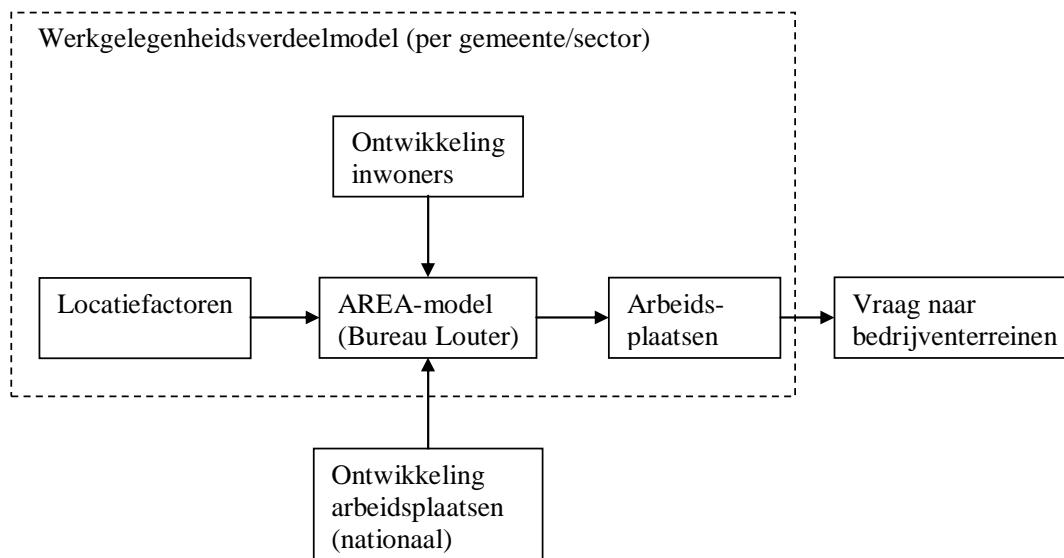 Werkgelegenheidsverdeelmodel (per gemeente/sector)
Ontwikkeling
inwoners
Locatiefactoren
AREA-model
(Bureau Louter)
Arbeids-
plaatsen
Vraag naar
bedrijventerreinen
Ontwikkeling
arbeidsplaatsen
(nationaal)